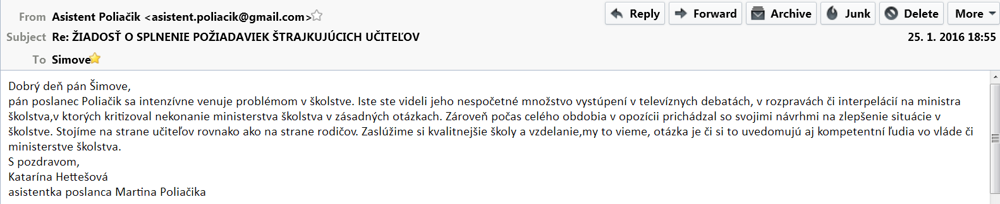 From Asistent Poliačik <asistent.poliacik@gmail.com>
Reply Forward Archive Junk Delete More
Subject Re: ŽIADOSŤ O SPLNENIE POŽIADAVIEK ŠTRAJKUJÚCICH UČITEĽOV
25. 1. 2016 18:55
To Simove
Dobrý deň pán Šimove,
pán poslanec Poliačik sa intenzívne venuje problémom v školstve. Iste ste videli jeho nespočetné množstvo vystúpení v televíznych debatách, v rozpravách či interpelácií na ministra
školstva,v ktorých kritizoval nekonanie ministerstva školstva v zásadných otázkach. Zároveň počas celého obdobia v opozícii prichádzal so svojimi návrhmi na zlepšenie situácie v
školstve. Stojíme na strane učiteľov rovnako ako na strane rodičov. Zaslúžime si kvalitnejšie školy a vzdelanie,my to vieme, otázka je či si to uvedomujú aj kompetentní ľudia vo vláde či
ministerstve školstva.
S pozdravom,
Katarína Hettešová
asistentka poslanca Martina Poliačika